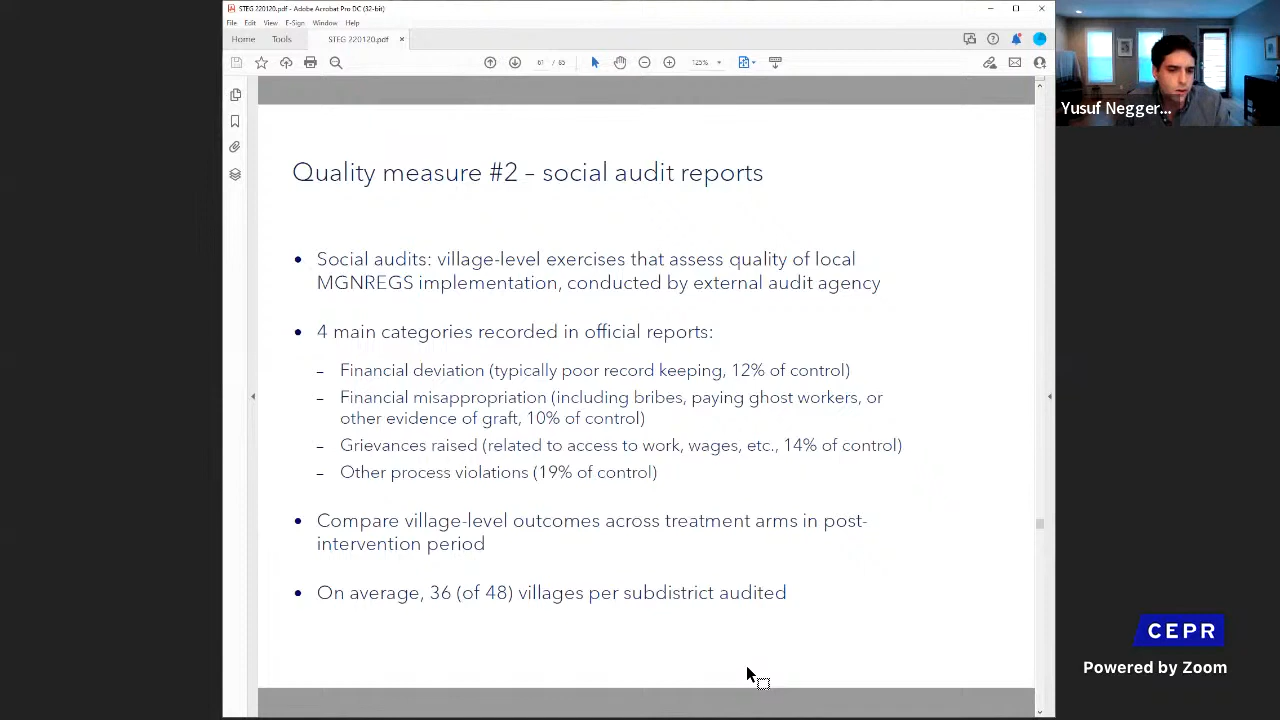 STEG 220120.pdf - Adobe Acrobat Pro DC (32-bit)
File Edit View E-Sign Window Help
Home Tools STEG 220120.pdf ×
61 / 85 125%
Yusuf Negger...
Quality measure #2 – social audit reports
• Social audits: village-level exercises that assess quality of local
MGNREGS implementation, conducted by external audit agency
• 4 main categories recorded in official reports:
– Financial deviation (typically poor record keeping, 12% of control)
– Financial misappropriation (including bribes, paying ghost workers, or
other evidence of graft, 10% of control)
– Grievances raised (related to access to work, wages, etc., 14% of control)
– Other process violations (19% of control)
• Compare village-level outcomes across treatment arms in post-
intervention period
• On average, 36 (of 48) villages per subdistrict audited
CEPR
Powered by Zoom